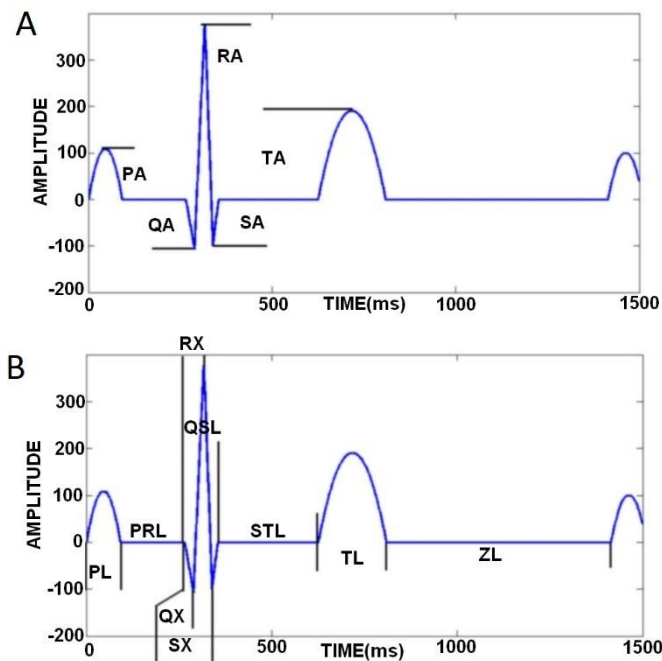 A
AMPLITUDE
300
200
100
0
-100
-200
RA
PA
TA
QA
SA
0
500
1000
1500
TIME(ms)
B
AMPLITUDE
300
200
100
0
-100
-200
RX
QSL
PRL
STL
PL
TL
ZL
QX
SX
0
500
1000
1500
TIME(ms)